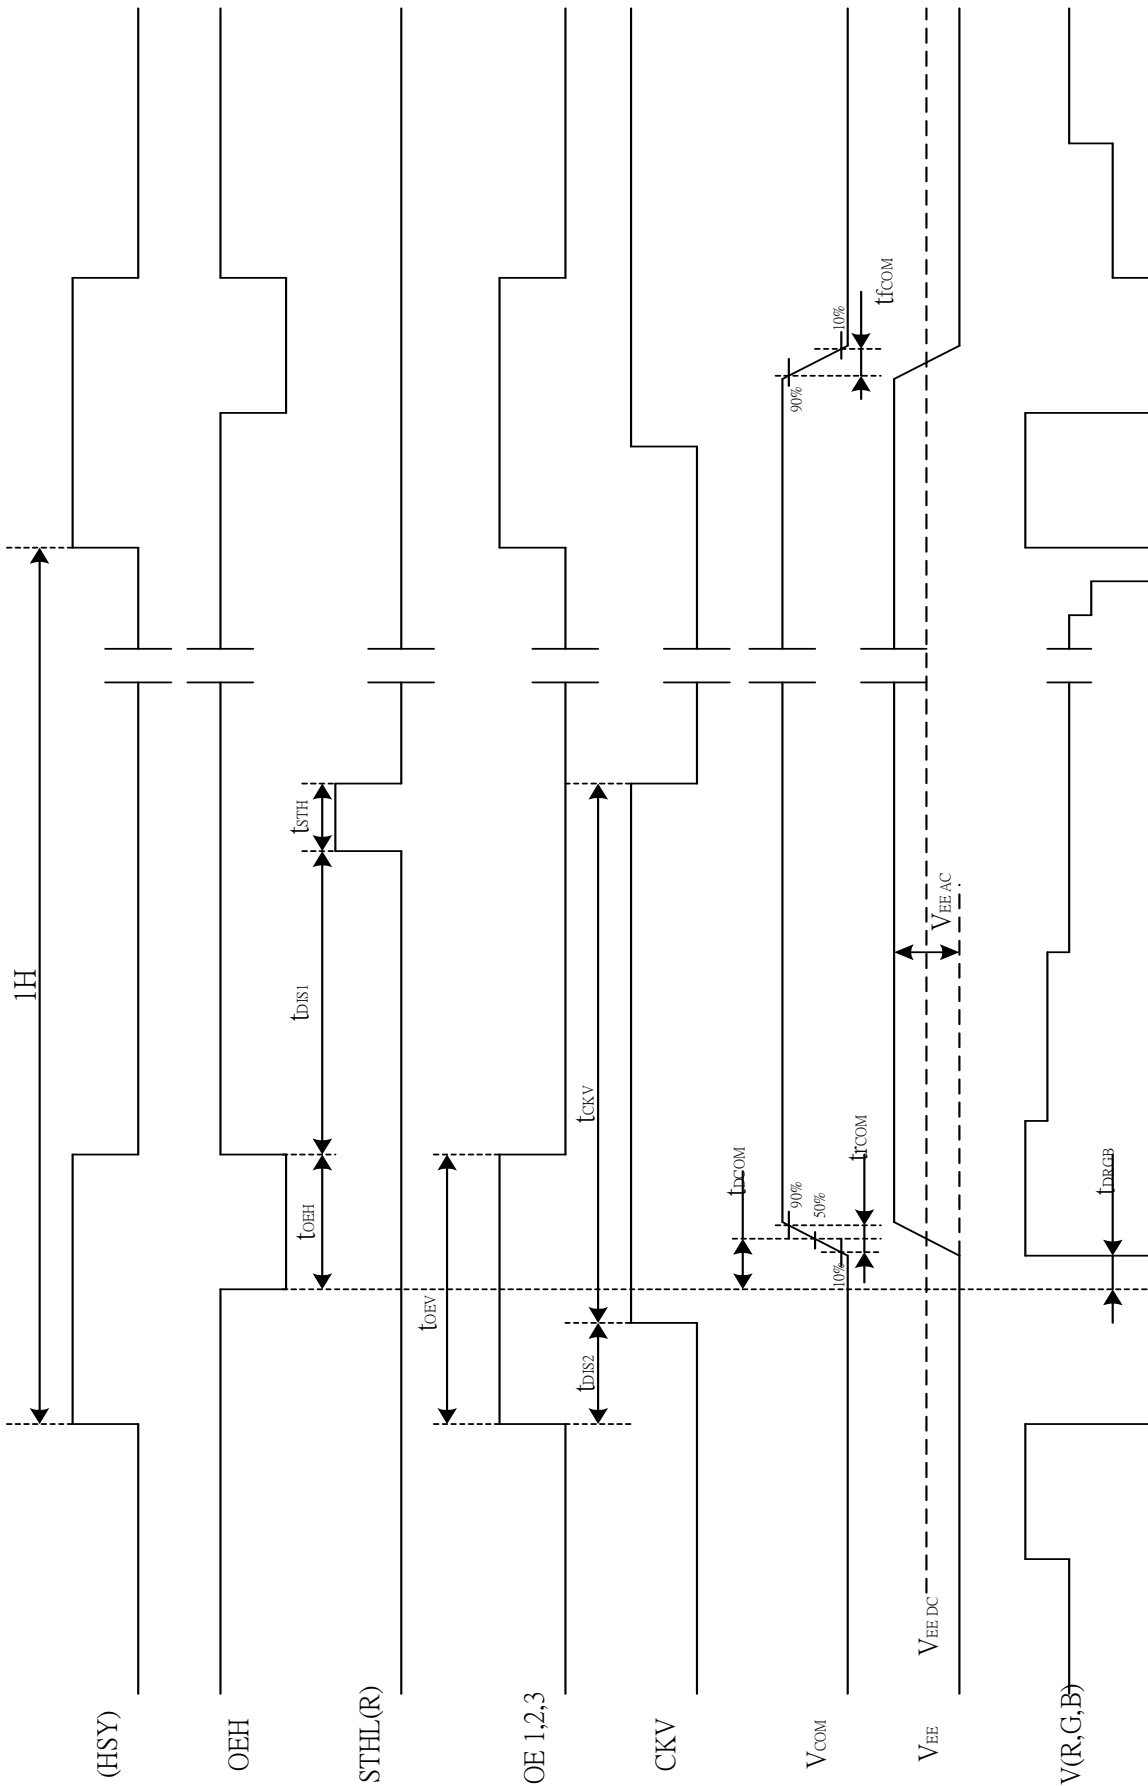 1H
(HSY)
OEH
tOEH
tDIS1
tSTH
STHL(R)
tOEV
OE 1,2,3
tDIS2
tCKV
CKV
tDCOM
90%
50%
10%
trCOM
90%
10%
tfCOM
VCOM
VEE DC
VEE AC
VEE
tDRGB
V(R,G,B)